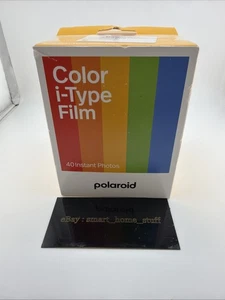 Color
i-Type
Film
40 Instant Photos
polaroid
eBay: smart_home_stuff